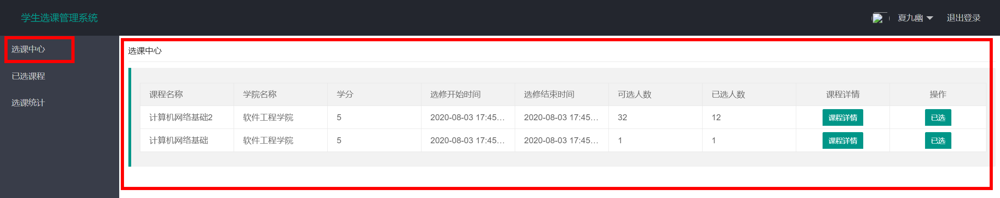 学生选课管理系统
夏九幽 退出登录
选课中心
已选课程
选课统计
选课中心
课程名称 学院名称 学分 选修开始时间 选修结束时间 可选人数 已选人数 课程详情 操作
计算机网络基础2 软件工程学院 5 2020-08-03 17:45... 2020-08-03 17:45... 32 12 课程详情 已选
计算机网络基础 软件工程学院 5 2020-08-03 17:45... 2020-08-03 17:45... 1 1 课程详情 已选